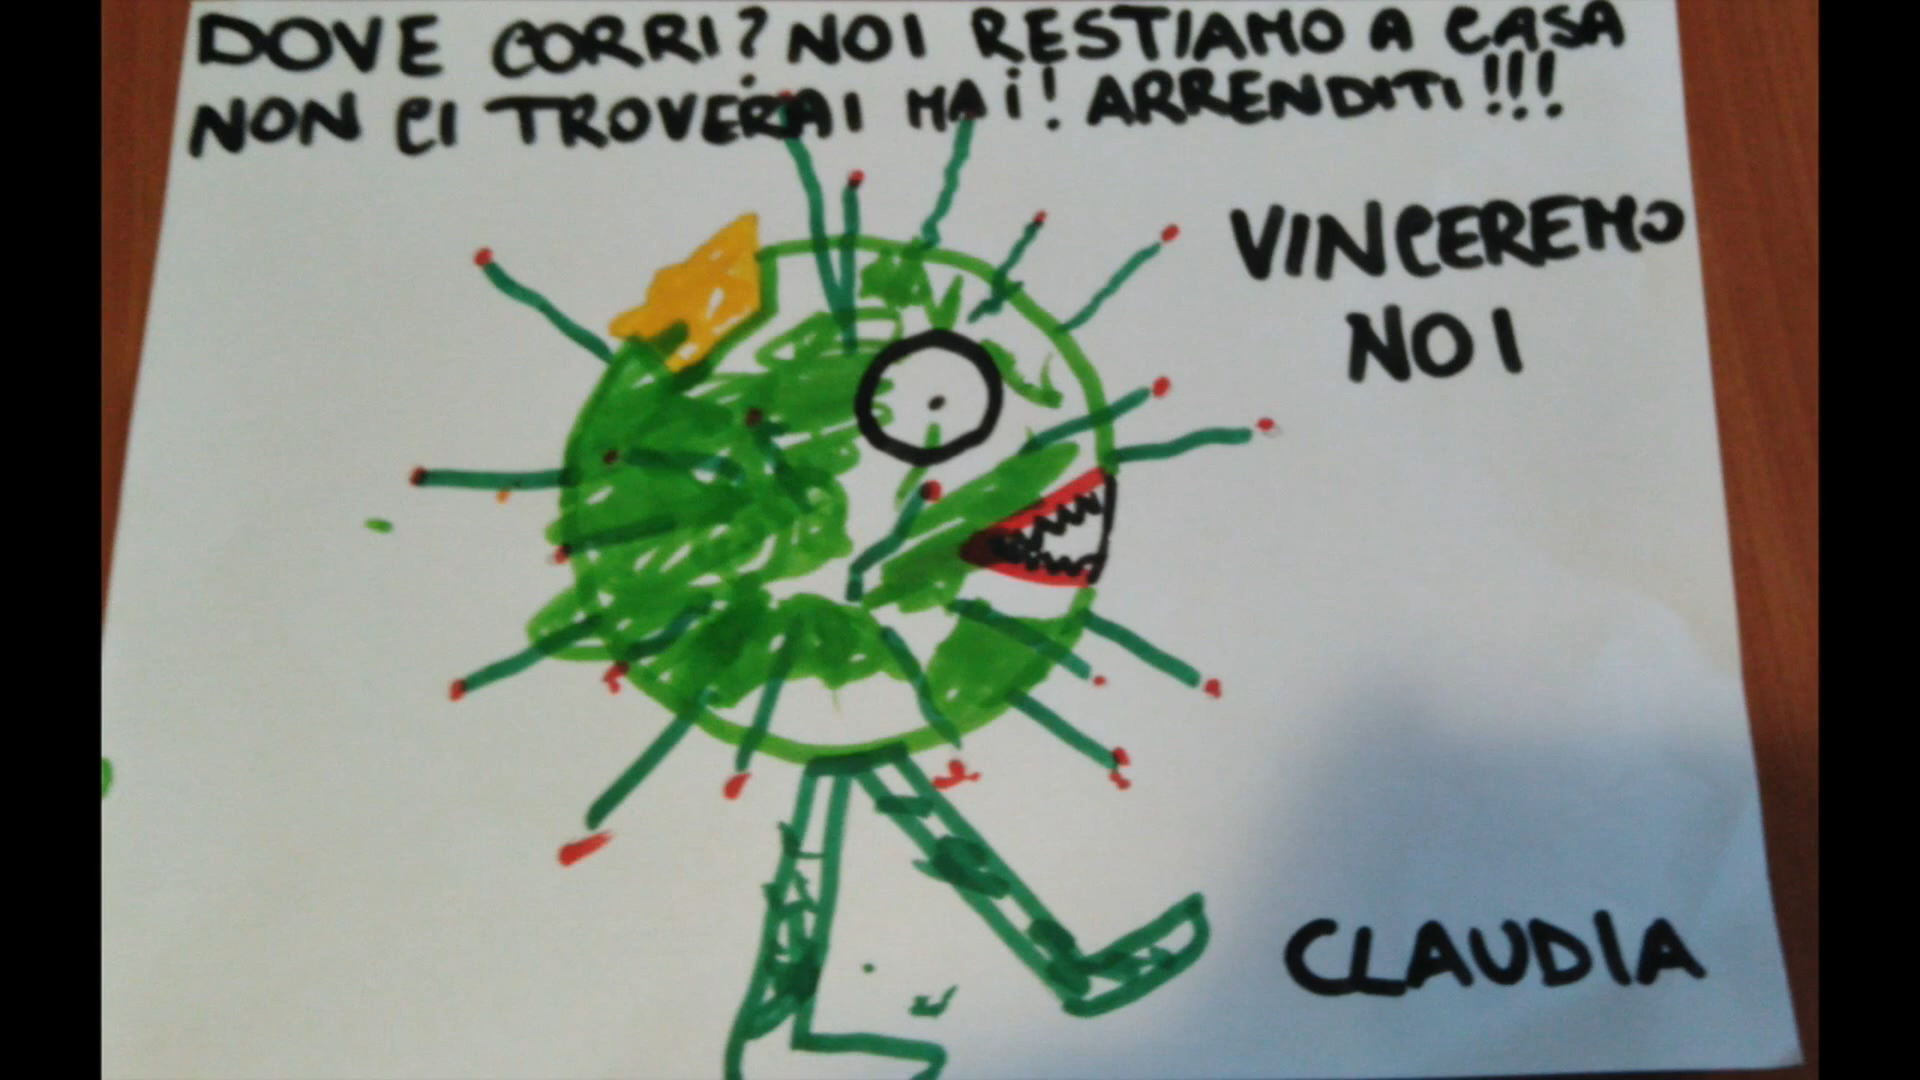 DOVE CORRI? NOI RESTIAMO A CASA
NON CI TROVERAI MAI! ARRENDITI!!!
VINCEREMO
NOI
CLAUDIA